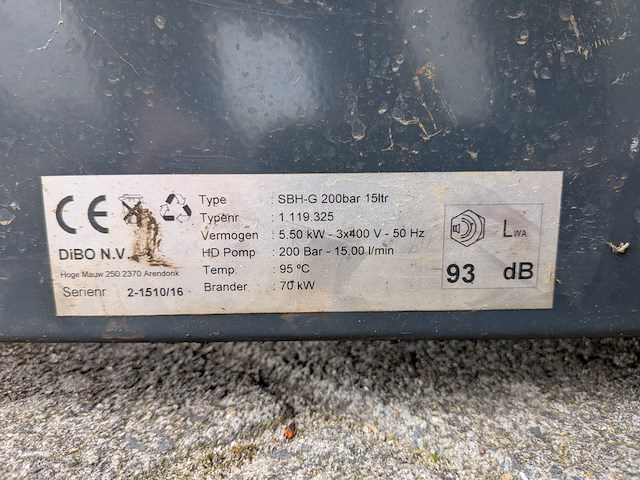 CE
DiBO N.V.
Hoge Mauw 250 2370 Arendonk
Serienr 2-1510/16
Type : SBH-G 200bar 15ltr
Typenr : 1.119.325
Vermogen : 5.50 kW - 3x400 V - 50 Hz
HD Pomp : 200 Bar - 15,00 l/min
Temp. : 95 ºC
Brander : 70 kW
LWA
93 dB